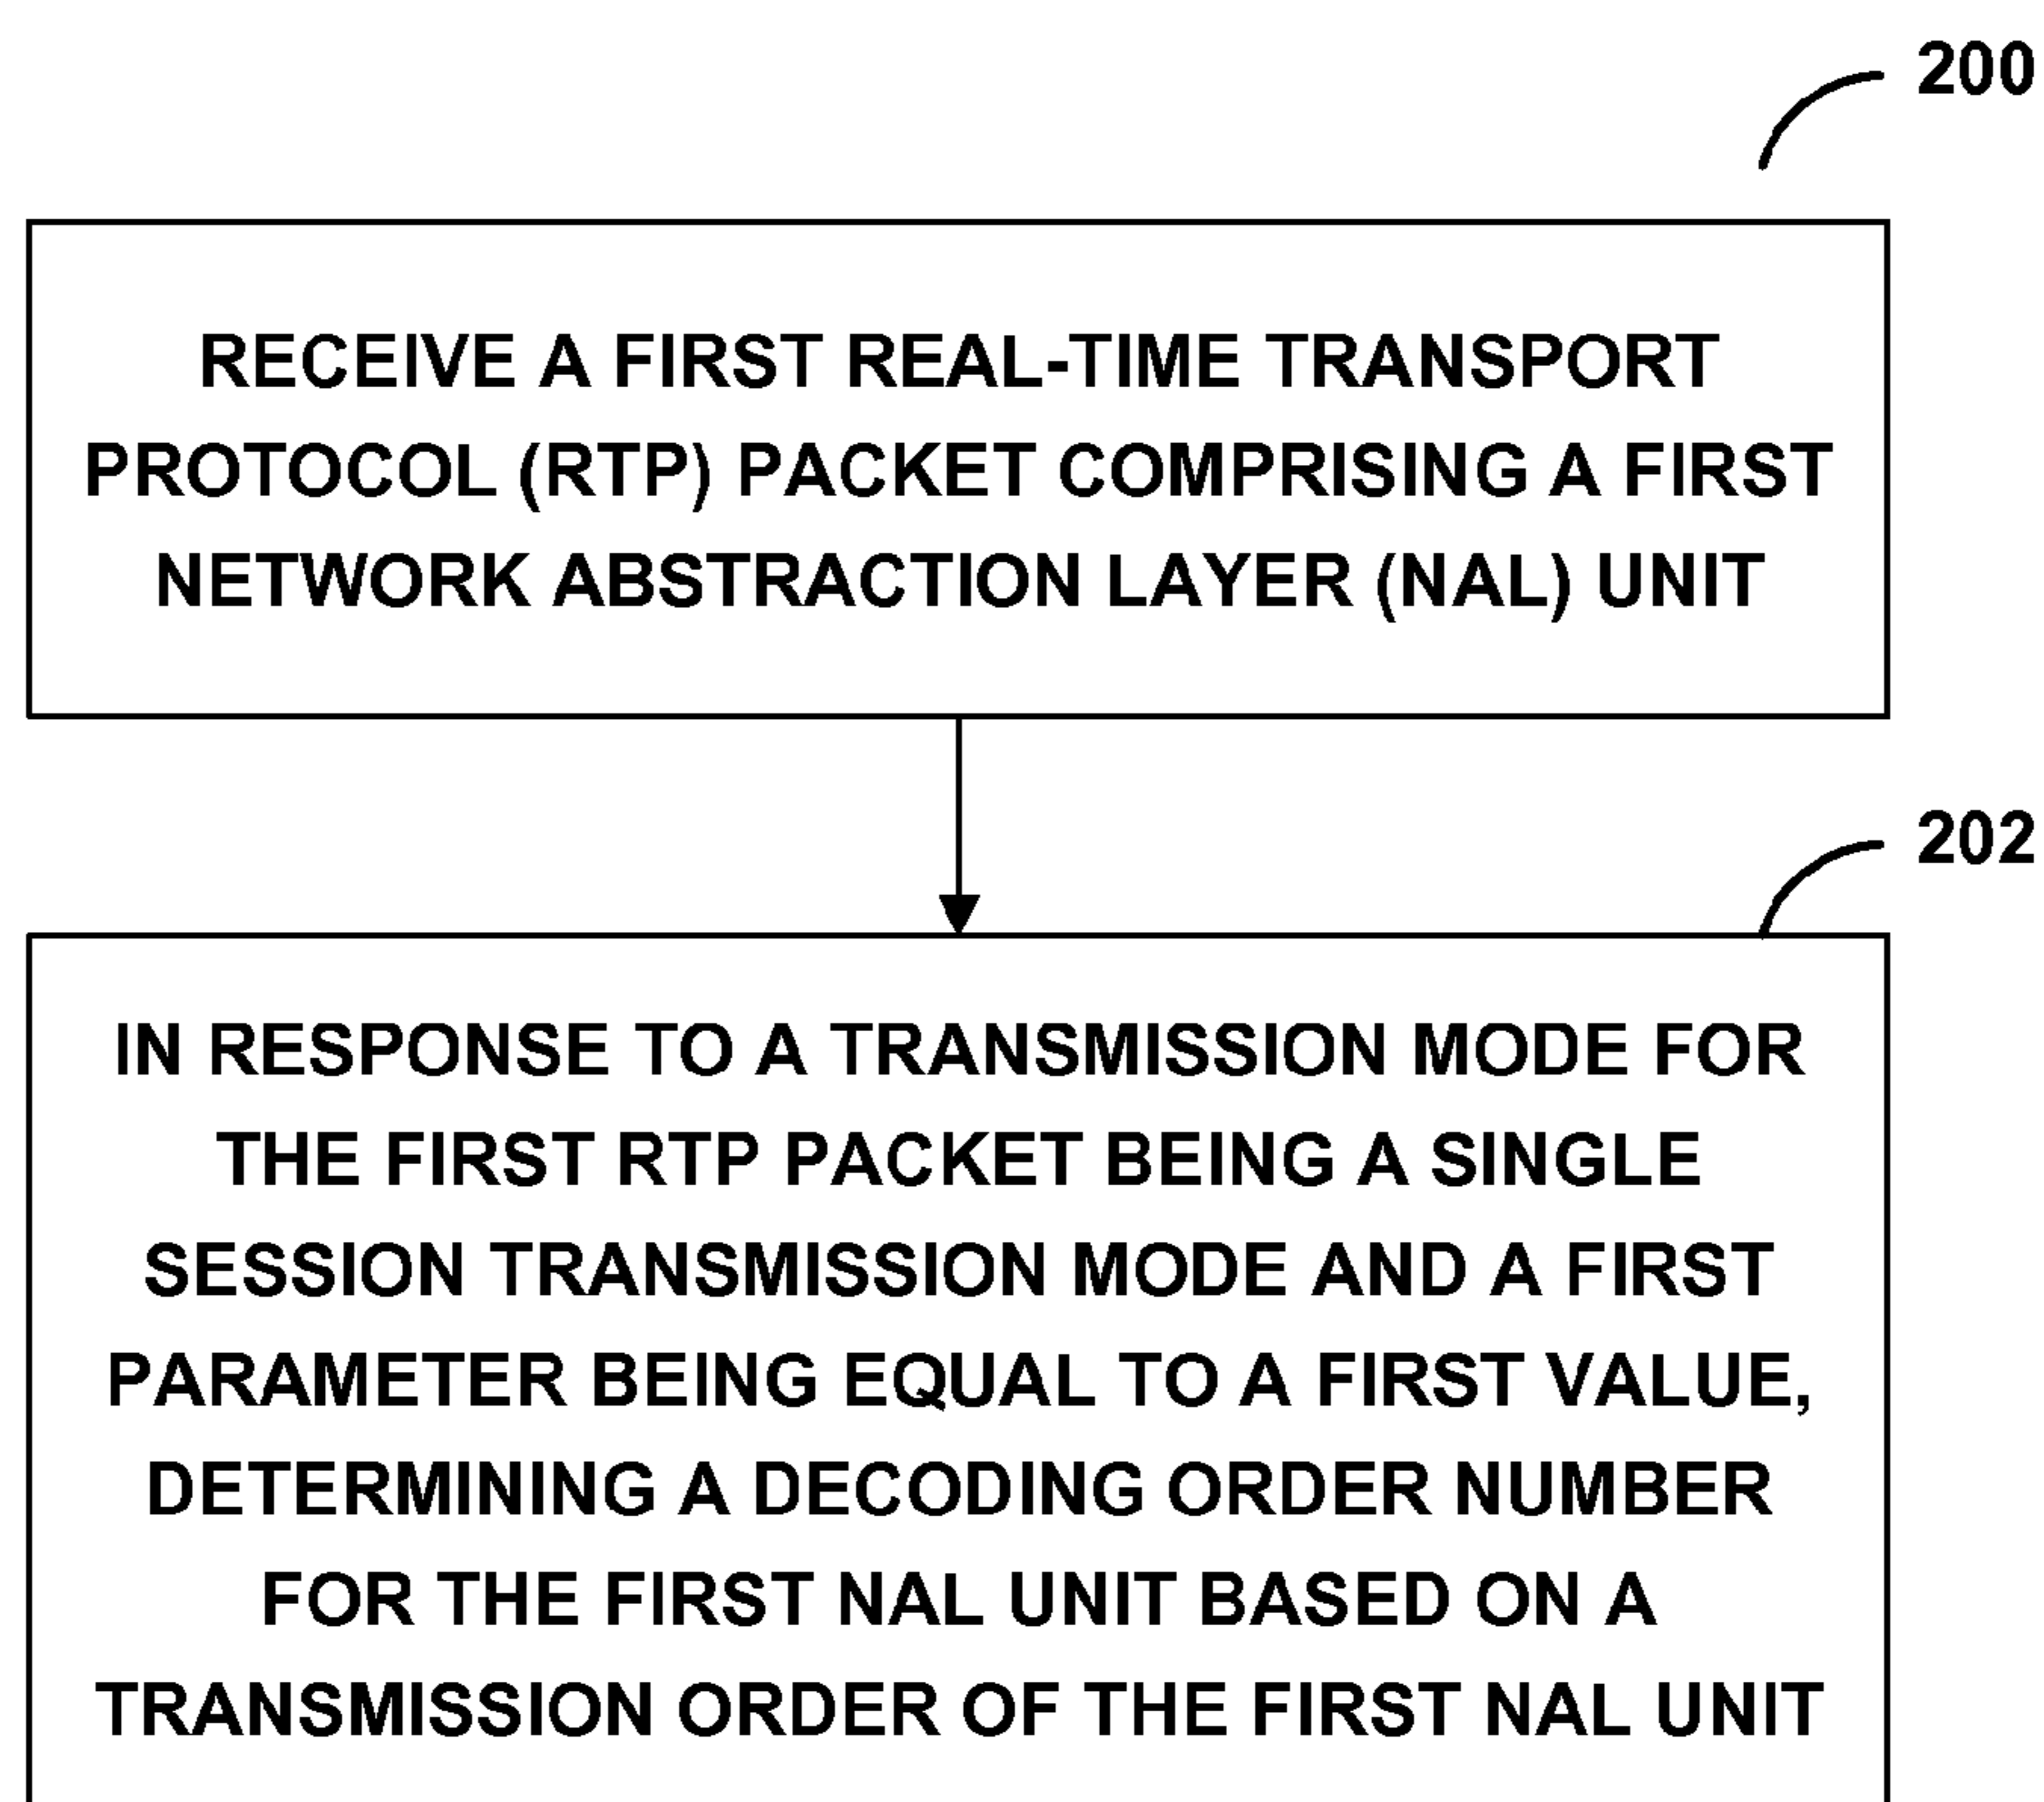 200
RECEIVE A FIRST REAL-TIME TRANSPORT
PROTOCOL (RTP) PACKET COMPRISING A FIRST
NETWORK ABSTRACTION LAYER (NAL) UNIT
202
IN RESPONSE TO A TRANSMISSION MODE FOR
THE FIRST RTP PACKET BEING A SINGLE
SESSION TRANSMISSION MODE AND A FIRST
PARAMETER BEING EQUAL TO A FIRST VALUE,
DETERMINING A DECODING ORDER NUMBER
FOR THE FIRST NAL UNIT BASED ON A
TRANSMISSION ORDER OF THE FIRST NAL UNIT